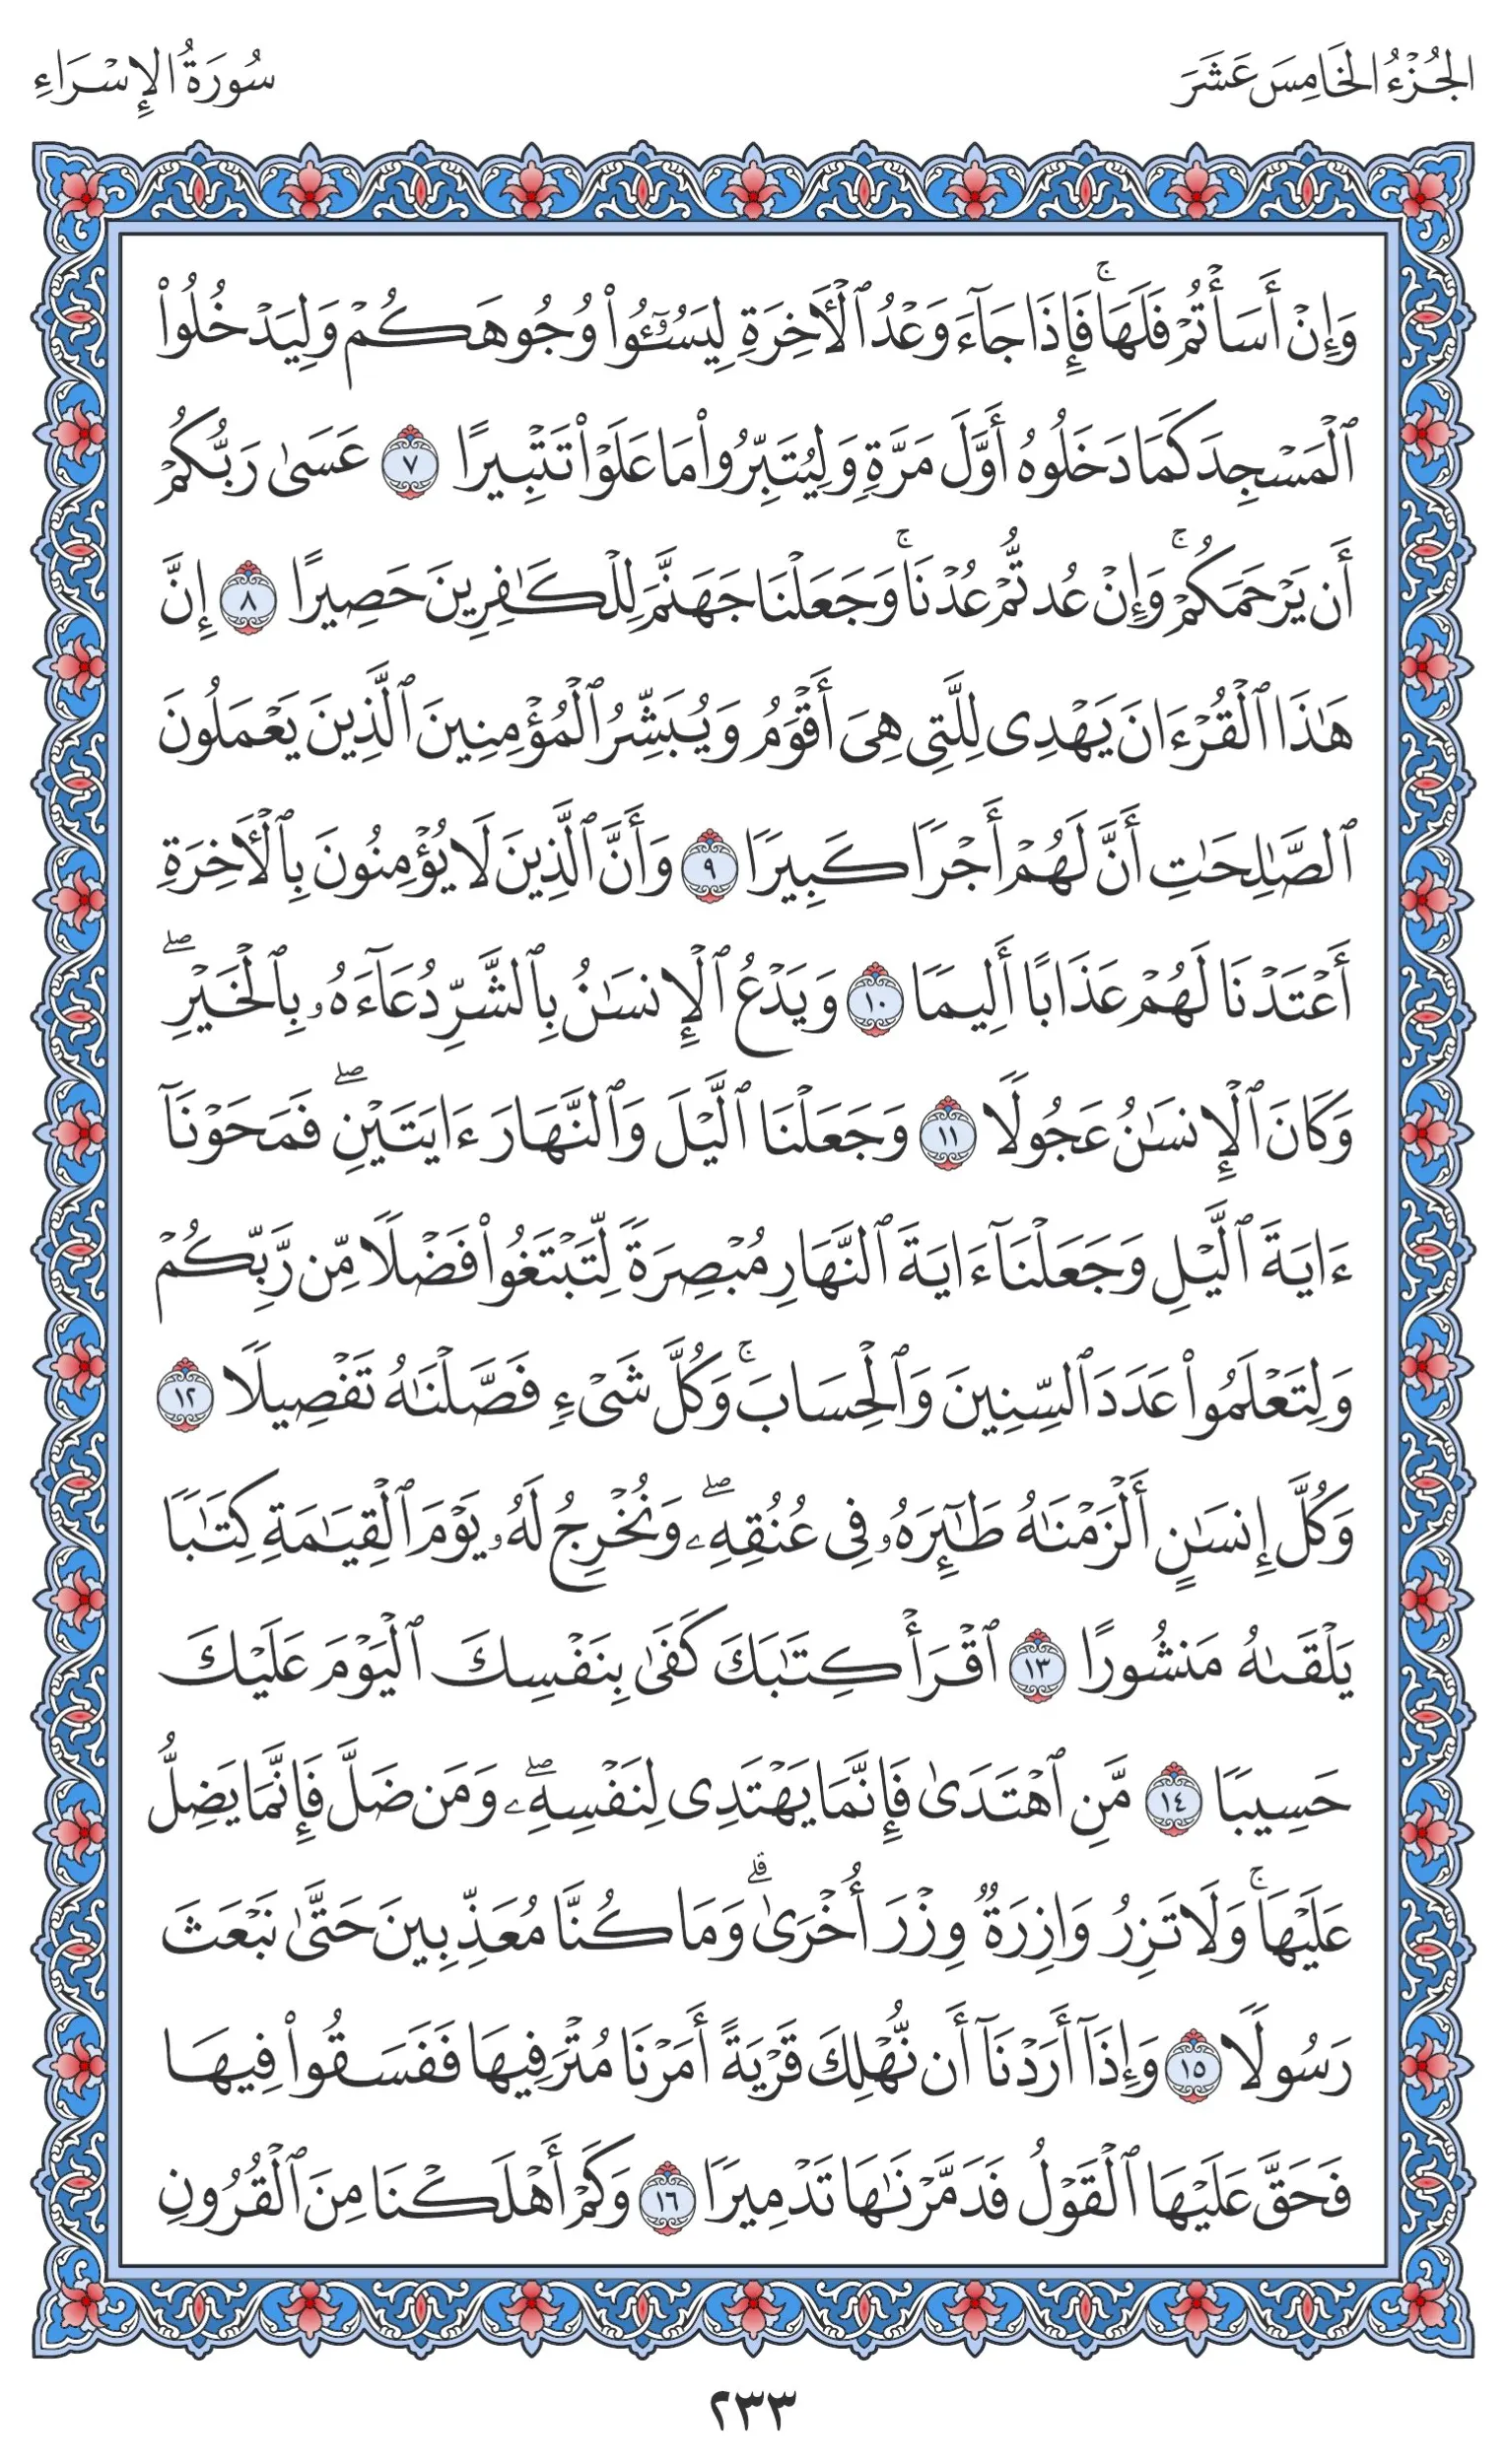 الجُزْءُ الخَامِسَ عَشَرَ
سُورَةُ الإِسْرَاءِ
وَإِنْ أَسَأْتُمْ فَلَهَاۚ فَإِذَا جَآءَ وَعْدُ ٱلْأَخِرَةِ لِيَسُـُٔواْ وُجُوهَكُمْ وَلِيَدْخُلُواْ
ٱلْمَسْجِدَ كَمَا دَخَلُوهُ أَوَّلَ مَرَّةٍ وَلِيُتَبِّرُواْ مَا عَلَوْاْ تَتْبِيرًا ٧ عَسَىٰ رَبُّكُمْ
أَن يَرْحَمَكُمْۚ وَإِنْ عُدتُّمْ عُدْنَاۚ وَجَعَلْنَا جَهَنَّمَ لِلْكَٰفِرِينَ حَصِيرًا ٨ إِنَّ
هَٰذَا ٱلْقُرْءَانَ يَهْدِى لِلَّتِى هِىَ أَقْوَمُ وَيُبَشِّرُ ٱلْمُؤْمِنِينَ ٱلَّذِينَ يَعْمَلُونَ
ٱلصَّٰلِحَٰتِ أَنَّ لَهُمْ أَجْرًا كَبِيرًا ٩ وَأَنَّ ٱلَّذِينَ لَا يُؤْمِنُونَ بِٱلْأَخِرَةِ
أَعْتَدْنَا لَهُمْ عَذَابًا أَلِيمًا ١٠ وَيَدْعُ ٱلْإِنسَٰنُ بِٱلشَّرِّ دُعَآءَهُۥ بِٱلْخَيْرِۖ
وَكَانَ ٱلْإِنسَٰنُ عَجُولًا ١١ وَجَعَلْنَا ٱلَّيْلَ وَٱلنَّهَارَ ءَايَتَيْنِۖ فَمَحَوْنَآ
ءَايَةَ ٱلَّيْلِ وَجَعَلْنَآ ءَايَةَ ٱلنَّهَارِ مُبْصِرَةً لِّتَبْتَغُواْ فَضْلًا مِّن رَّبِّكُمْ
وَلِتَعْلَمُواْ عَدَدَ ٱلسِّنِينَ وَٱلْحِسَابَۚ وَكُلَّ شَىْءٍ فَصَّلْنَٰهُ تَفْصِيلًا ١٢
وَكُلَّ إِنسَٰنٍ أَلْزَمْنَٰهُ طَٰٓئِرَهُۥ فِى عُنُقِهِۦۖ وَنُخْرِجُ لَهُۥ يَوْمَ ٱلْقِيَٰمَةِ كِتَٰبًا
يَلْقَىٰهُ مَنشُورًا ١٣ ٱقْرَأْ كِتَٰبَكَ كَفَىٰ بِنَفْسِكَ ٱلْيَوْمَ عَلَيْكَ
حَسِيبًا ١٤ مَّنِ ٱهْتَدَىٰ فَإِنَّمَا يَهْتَدِى لِنَفْسِهِۦۖ وَمَن ضَلَّ فَإِنَّمَا يَضِلُّ
عَلَيْهَاۚ وَلَا تَزِرُ وَازِرَةٌ وِزْرَ أُخْرَىٰۗ وَمَا كُنَّا مُعَذِّبِينَ حَتَّىٰ نَبْعَثَ
رَسُولًا ١٥ وَإِذَآ أَرَدْنَآ أَن نُّهْلِكَ قَرْيَةً أَمَرْنَا مُتْرَفِيهَا فَفَسَقُواْ فِيهَا
فَحَقَّ عَلَيْهَا ٱلْقَوْلُ فَدَمَّرْنَٰهَا تَدْمِيرًا ١٦ وَكَمْ أَهْلَكْنَا مِنَ ٱلْقُرُونِ
٢٣٣